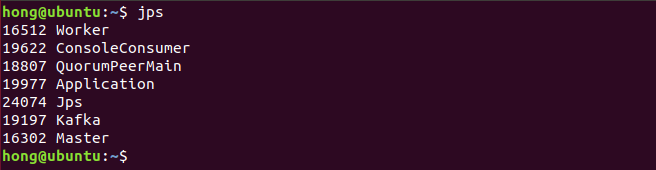 hong@ubuntu:~$ jps
16512 Worker
19622 ConsoleConsumer
18807 QuorumPeerMain
19977 Application
24074 Jps
19197 Kafka
16302 Master
hong@ubuntu:~$